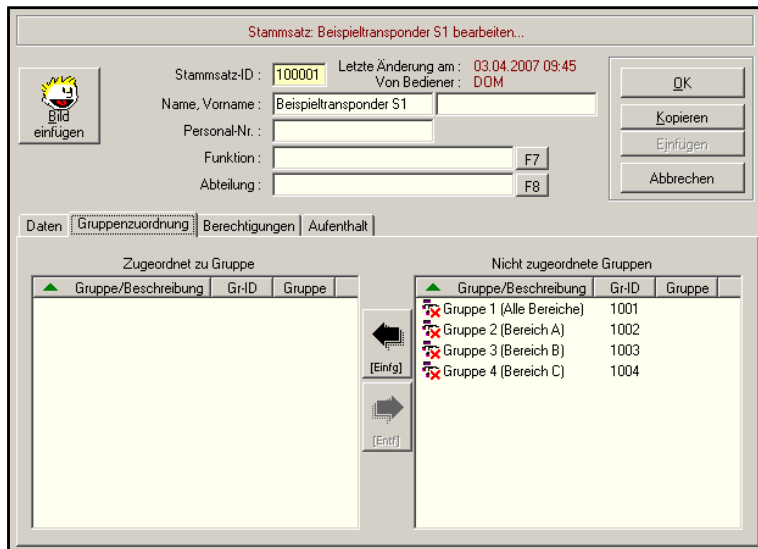 Stammsatz: Beispieltransponder S1 bearbeiten...
Stammsatz-ID : 100001 Letzte Änderung am : 03.04.2007 09:45
Von Bediener : DOM
Bild einfügen
Name, Vorname : Beispieltransponder S1
Personal-Nr. :
Funktion : F7
Abteilung : F8
OK
Kopieren
Einfügen
Abbrechen
Daten Gruppenzuordnung Berechtigungen Aufenthalt
Zugeordnet zu Gruppe
Gruppe/Beschreibung Gr-ID Gruppe
[Einfg]
[Entf]
Nicht zugeordnete Gruppen
Gruppe/Beschreibung Gr-ID Gruppe
Gruppe 1 (Alle Bereiche) 1001
Gruppe 2 (Bereich A) 1002
Gruppe 3 (Bereich B) 1003
Gruppe 4 (Bereich C) 1004